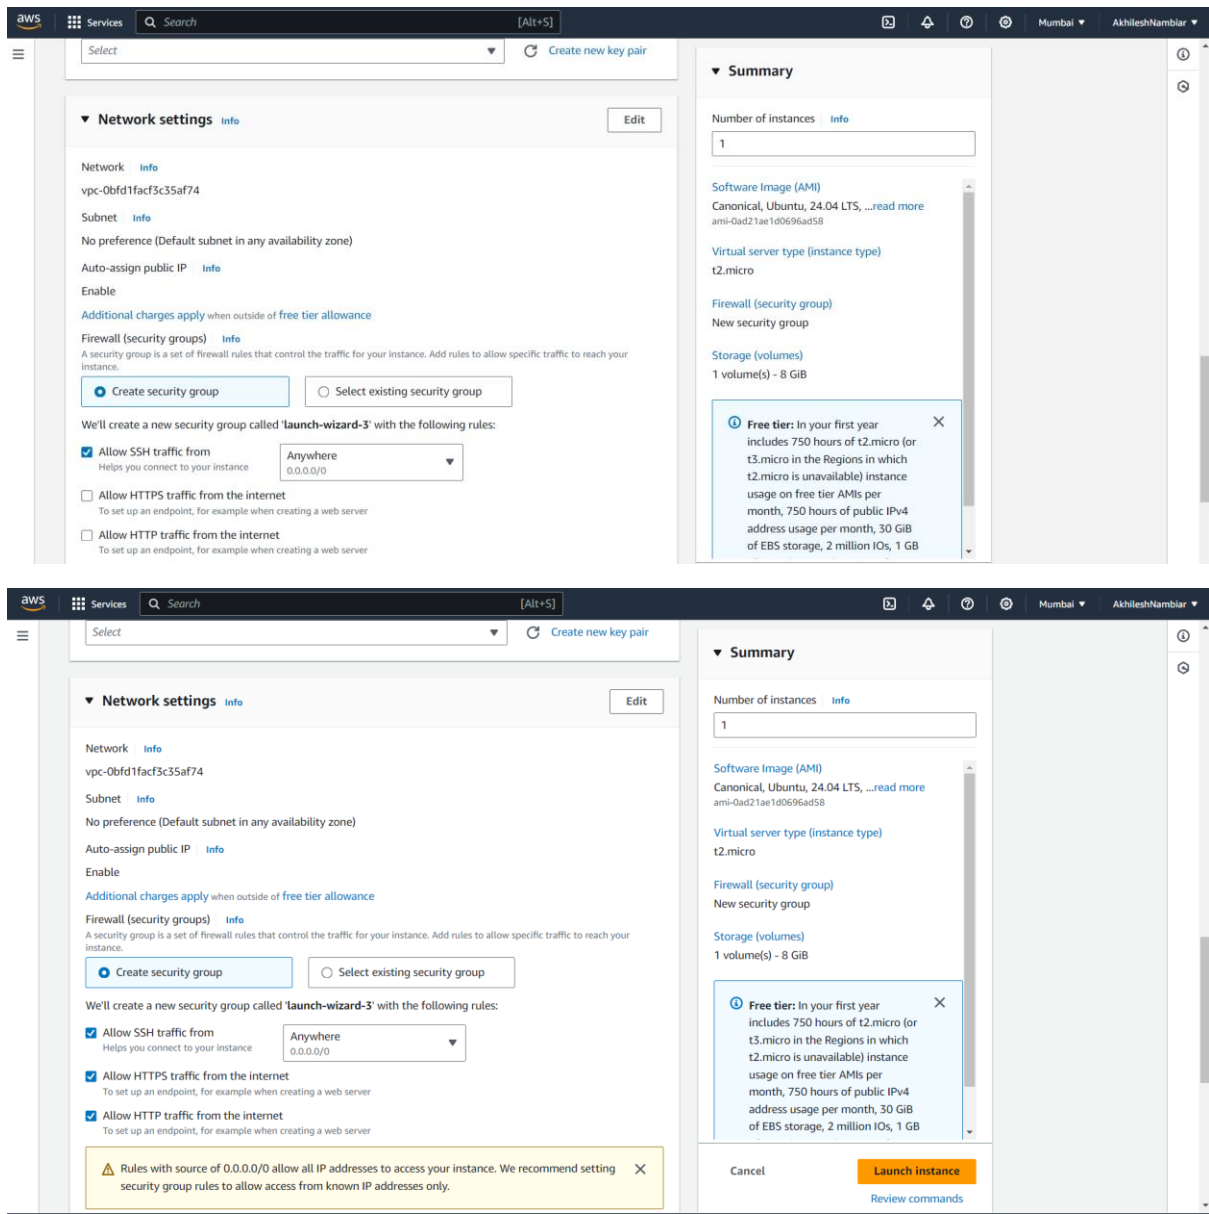 aws Services Search [Alt+S] Mumbai AkhileshNambiar
Select Create new key pair
Network settings Info Edit
Network Info
vpc-0bfd1facf3c35af74
Subnet Info
No preference (Default subnet in any availability zone)
Auto-assign public IP Info
Enable
Additional charges apply when outside of free tier allowance
Firewall (security groups) Info
A security group is a set of firewall rules that control the traffic for your instance. Add rules to allow specific traffic to reach your
instance.
Create security group Select existing security group
We'll create a new security group called 'launch-wizard-3' with the following rules:
Allow SSH traffic from
Helps you connect to your instance
Anywhere
0.0.0.0/0
Allow HTTPS traffic from the internet
To set up an endpoint, for example when creating a web server
Allow HTTP traffic from the internet
To set up an endpoint, for example when creating a web server
Summary
Number of instances Info
1
Software Image (AMI)
Canonical, Ubuntu, 24.04 LTS, ...read more
ami-0ad21ae1d0696ad58
Virtual server type (instance type)
t2.micro
Firewall (security group)
New security group
Storage (volumes)
1 volume(s) - 8 GiB
Free tier: In your first year
includes 750 hours of t2.micro (or
t3.micro in the Regions in which
t2.micro is unavailable) instance
usage on free tier AMIs per
month, 750 hours of public IPv4
address usage per month, 30 GiB
of EBS storage, 2 million IOs, 1 GB
aws Services Search [Alt+S] Mumbai AkhileshNambiar
Select Create new key pair
Network settings Info Edit
Network Info
vpc-0bfd1facf3c35af74
Subnet Info
No preference (Default subnet in any availability zone)
Auto-assign public IP Info
Enable
Additional charges apply when outside of free tier allowance
Firewall (security groups) Info
A security group is a set of firewall rules that control the traffic for your instance. Add rules to allow specific traffic to reach your
instance.
Create security group Select existing security group
We'll create a new security group called 'launch-wizard-3' with the following rules:
Allow SSH traffic from
Helps you connect to your instance
Anywhere
0.0.0.0/0
Allow HTTPS traffic from the internet
To set up an endpoint, for example when creating a web server
Allow HTTP traffic from the internet
To set up an endpoint, for example when creating a web server
Rules with source of 0.0.0.0/0 allow all IP addresses to access your instance. We recommend setting
security group rules to allow access from known IP addresses only.
Summary
Number of instances Info
1
Software Image (AMI)
Canonical, Ubuntu, 24.04 LTS, ...read more
ami-0ad21ae1d0696ad58
Virtual server type (instance type)
t2.micro
Firewall (security group)
New security group
Storage (volumes)
1 volume(s) - 8 GiB
Free tier: In your first year
includes 750 hours of t2.micro (or
t3.micro in the Regions in which
t2.micro is unavailable) instance
usage on free tier AMIs per
month, 750 hours of public IPv4
address usage per month, 30 GiB
of EBS storage, 2 million IOs, 1 GB
Cancel Launch instance
Review commands